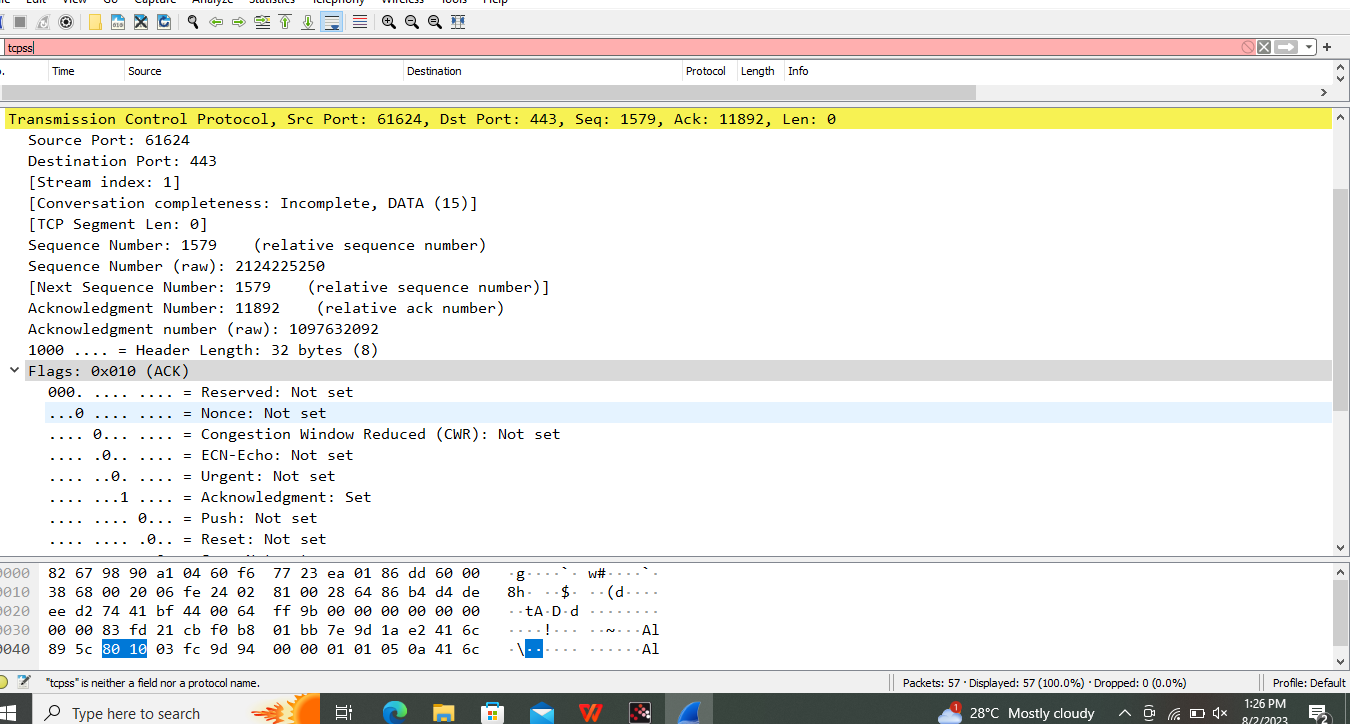 View Go Capture Analyze Statistics Telephony Wireless Tools Help
tcpss
Time Source Destination Protocol Length Info
Transmission Control Protocol, Src Port: 61624, Dst Port: 443, Seq: 1579, Ack: 11892, Len: 0
Source Port: 61624
Destination Port: 443
[Stream index: 1]
[Conversation completeness: Incomplete, DATA (15)]
[TCP Segment Len: 0]
Sequence Number: 1579    (relative sequence number)
Sequence Number (raw): 2124225250
[Next Sequence Number: 1579    (relative sequence number)]
Acknowledgment Number: 11892    (relative ack number)
Acknowledgment number (raw): 1097632092
1000 .... = Header Length: 32 bytes (8)
Flags: 0x010 (ACK)
000. .... .... = Reserved: Not set
...0 .... .... = Nonce: Not set
.... 0... .... = Congestion Window Reduced (CWR): Not set
.... .0.. .... = ECN-Echo: Not set
.... ..0. .... = Urgent: Not set
.... ...1 .... = Acknowledgment: Set
.... .... 0... = Push: Not set
.... .... .0.. = Reset: Not set
0000 82 67 98 90 a1 04 60 f6 77 23 ea 01 86 dd 60 00 ·g····`· w#····`·
0010 38 68 00 20 06 fe 24 02 81 00 28 64 86 b4 d4 de 8h· ··$· ··(d····
0020 ee d2 74 41 bf 44 00 64 ff 9b 00 00 00 00 00 00 ··tA·D·d ········
0030 00 00 83 fd 21 cb f0 b8 01 bb 7e 9d 1a e2 41 6c ····!··· ··~···Al
0040 89 5c 80 10 03 fc 9d 94 00 00 01 01 05 0a 41 6c ·\······ ······Al
"tcpss" is neither a field nor a protocol name.
Packets: 57 · Displayed: 57 (100.0%) · Dropped: 0 (0.0%)
Profile: Default
Type here to search
28°C Mostly cloudy
1:26 PM
8/2/2023